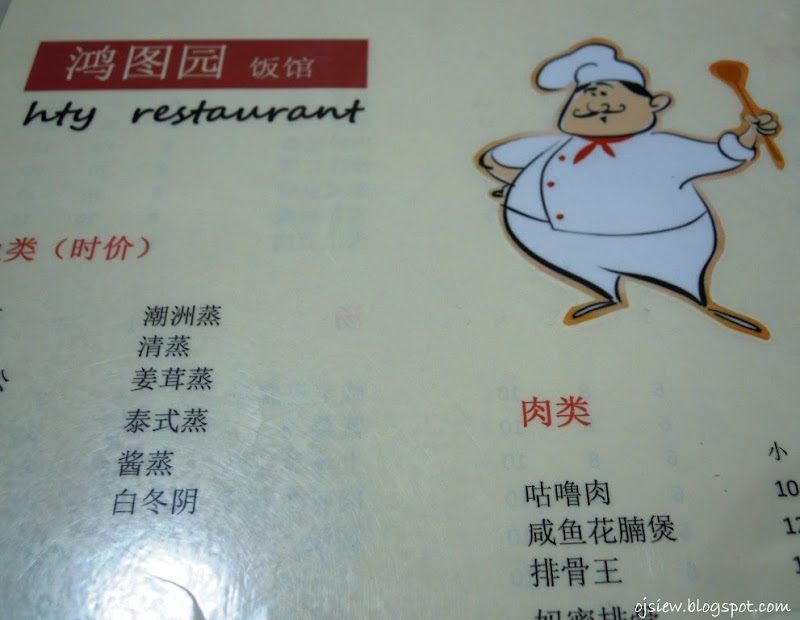 鸿图园 饭馆
hty restaurant
类（时价）
潮洲蒸
清蒸
姜茸蒸
泰式蒸
酱蒸
白冬阴
肉类
小
咕噜肉 10
咸鱼花腩煲
排骨王
ojsiew.blogspot.com